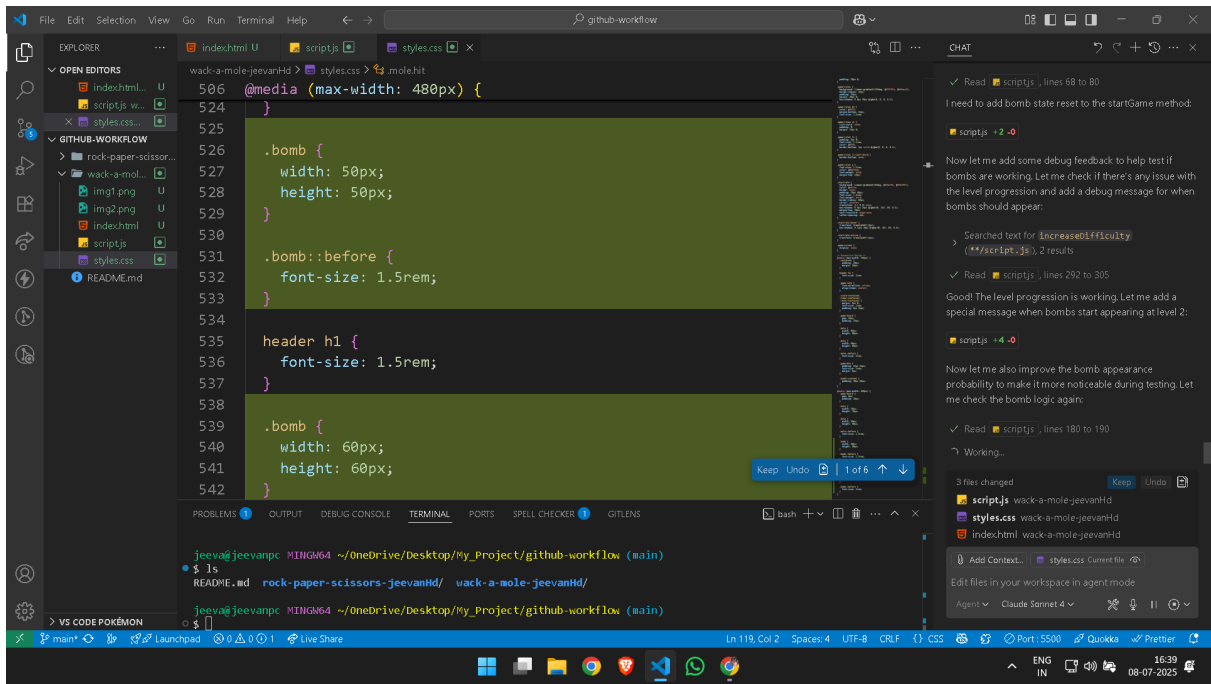 File Edit Selection View Go Run Terminal Help
github-workflow
EXPLORER
OPEN EDITORS
index.html... U
script.js w...
styles.css...
GITHUB-WORKFLOW
rock-paper-scissor...
wack-a-mol...
img1.png U
img2.png U
index.html U
script.js
styles.css
README.md
VS CODE POKÉMON
5
index.html U
script.js
styles.css
wack-a-mole-jeevanHd > styles.css > .mole.hit
506 @media (max-width: 480px) {
524 }
525
526 .bomb {
527 width: 50px;
528 height: 50px;
529 }
530
531 .bomb::before {
532 font-size: 1.5rem;
533 }
534
535 header h1 {
536 font-size: 1.5rem;
537 }
538
539 .bomb {
540 width: 60px;
541 height: 60px;
542 }
Keep Undo 1 of 6
PROBLEMS 1 OUTPUT DEBUG CONSOLE TERMINAL PORTS SPELL CHECKER 1 GITLENS
bash
jeeva@jeevanpc MINGW64 ~/OneDrive/Desktop/My_Project/github-workflow (main)
$ ls
README.md rock-paper-scissors-jeevanHd/ wack-a-mole-jeevanHd/
jeeva@jeevanpc MINGW64 ~/OneDrive/Desktop/My_Project/github-workflow (main)
$
CHAT
Read script.js, lines 68 to 80
I need to add bomb state reset to the startGame method:
script.js +2 -0
Now let me add some debug feedback to help test if
bombs are working. Let me check if there's any issue with
the level progression and add a debug message for when
bombs should appear:
Searched text for increaseDifficulty
(**/script.js), 2 results
Read script.js, lines 292 to 305
Good! The level progression is working. Let me add a
special message when bombs start appearing at level 2:
script.js +4 -0
Now let me also improve the bomb appearance
probability to make it more noticeable during testing. Let
me check the bomb logic again:
Read script.js, lines 180 to 190
Working...
3 files changed Keep Undo
script.js wack-a-mole-jeevanHd
styles.css wack-a-mole-jeevanHd
index.html wack-a-mole-jeevanHd
Add Context... styles.css Current file
Edit files in your workspace in agent mode
Agent Claude Sonnet 4
main* Launchpad 0 0 1 Live Share
Ln 119, Col 2 Spaces: 4 UTF-8 CRLF {} CSS Port : 5500 Quokka Prettier
ENG
IN
16:39
08-07-2025